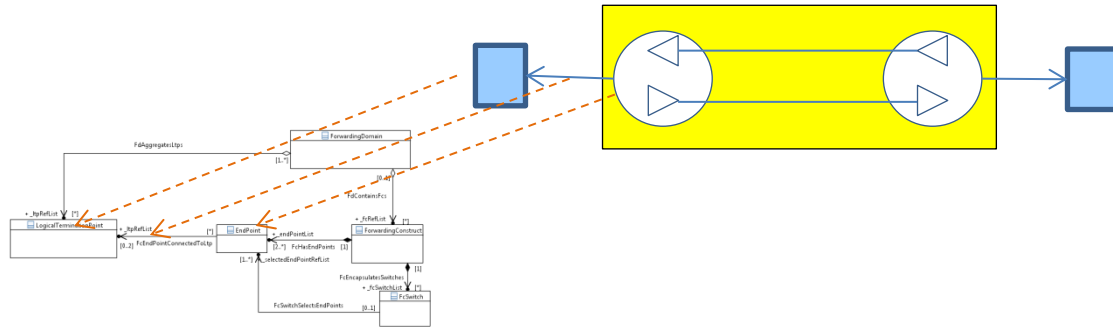 ForwardingDomain
FdAggregatesLtps
[1..*]
[0..1]
FdContainsFcs
+ _ltpRefList
[*]
+ _fcRefList
[*]
LogicalTerminationPoint
+ _ltpRefList
[*]
EndPoint
+ _endPointList
ForwardingConstruct
[0..2]
FcEndPointConnectedToLtp
[2..*]
FcHasEndPoints
[1]
[1..*]
_selectedEndPointRefList
[1]
FcEncapsulatesSwitches
+ _fcSwitchList
[*]
FcSwitch
FcSwitchSelectsEndPoints
[0..1]